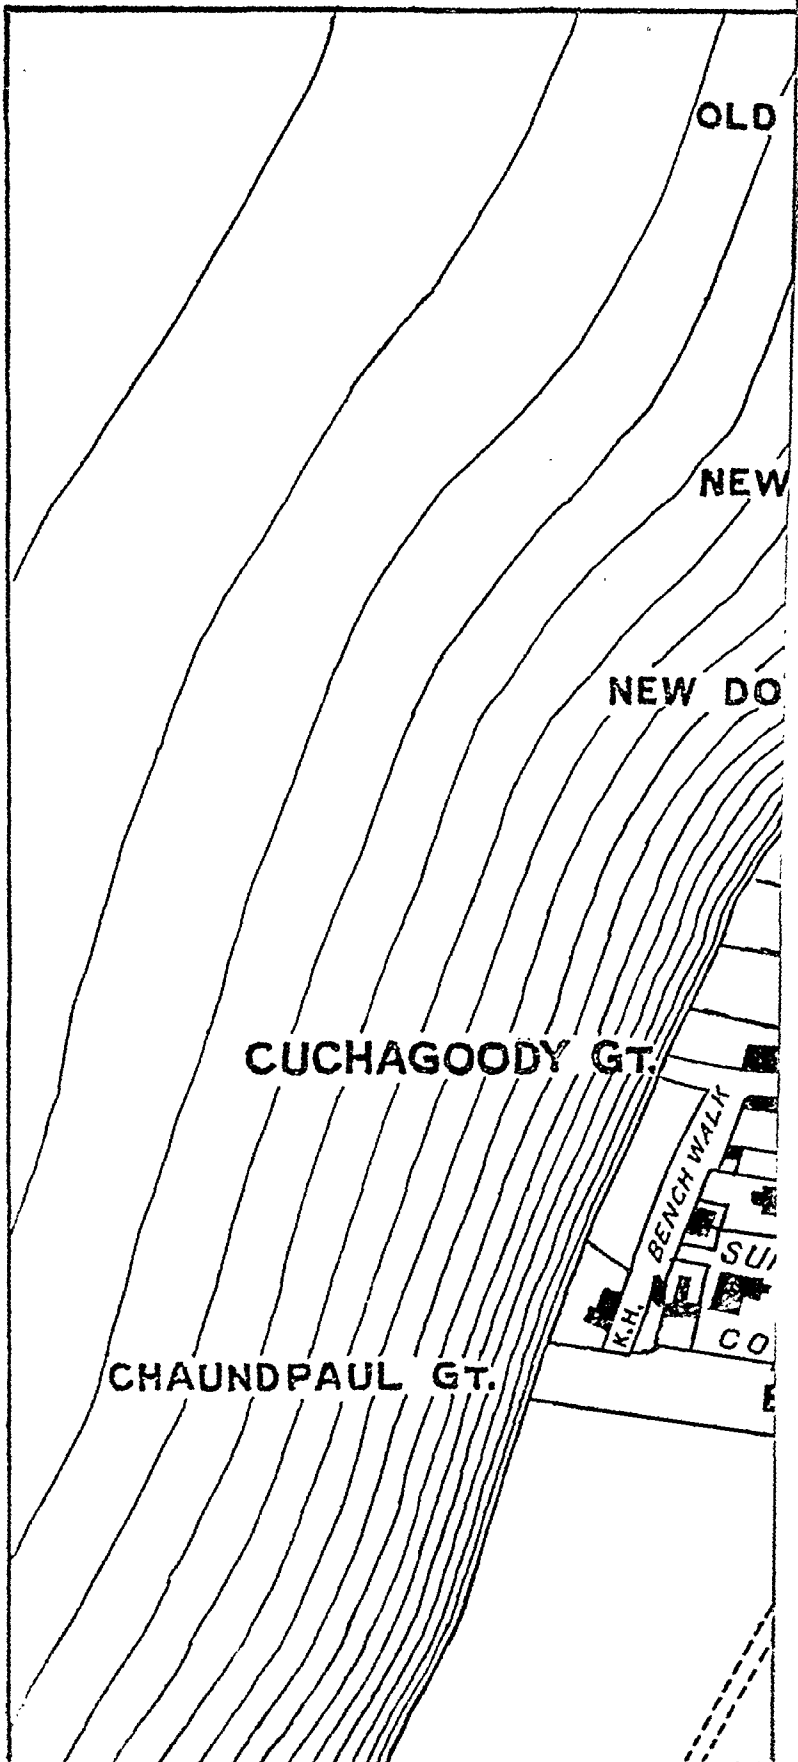 OLD
NEW
NEW DO
CUCHAGOODY GT.
BENCH WALK
SU
K.H.
CO
CHAUNDPAUL GT.
E